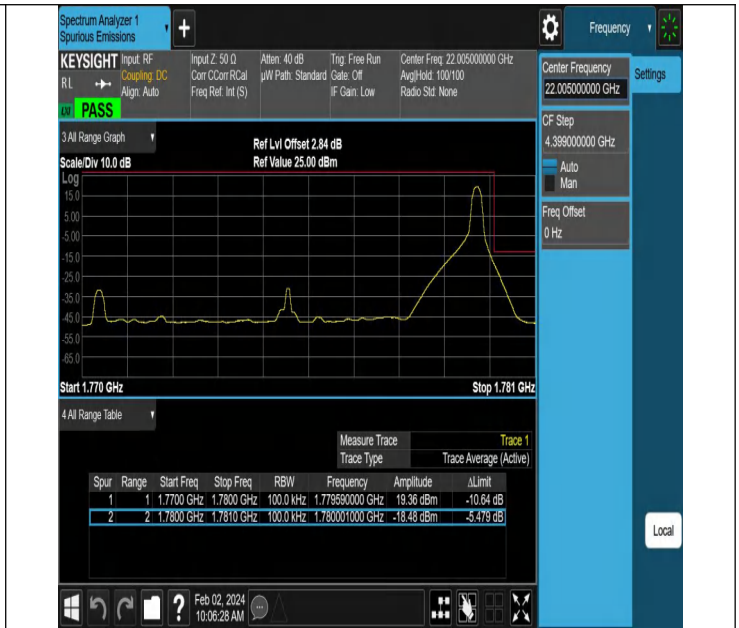 Spectrum Analyzer 1
Spurious Emissions
+
Frequency
KEYSIGHT Input: RF Input Z: 50 Ω Atten: 40 dB Trig: Free Run Center Freq: 22.005000000 GHz
RL Coupling: DC Corr CCorr RCal µW Path: Standard Gate: Off Avg|Hold: 100/100
Align: Auto Freq Ref: Int (S) IF Gain: Low Radio Std: None
PASS
Center Frequency
22.005000000 GHz
Settings
CF Step
4.399000000 GHz
Auto
Man
Freq Offset
0 Hz
3 All Range Graph
Ref Lvl Offset 2.84 dB
Scale/Div 10.0 dB Ref Value 25.00 dBm
Log
15.0
5.00
-5.00
-15.0
-25.0
-35.0
-45.0
-55.0
-65.0
Start 1.770 GHz Stop 1.781 GHz
4 All Range Table
Measure Trace Trace 1
Trace Type Trace Average (Active)
Spur Range Start Freq Stop Freq RBW Frequency Amplitude ΔLimit
1 1 1.7700 GHz 1.7800 GHz 100.0 kHz 1.779590000 GHz 19.36 dBm -10.64 dB
2 2 1.7800 GHz 1.7810 GHz 100.0 kHz 1.780001000 GHz -18.48 dBm -5.479 dB
Local
? Feb 02, 2024
10:06:28 AM